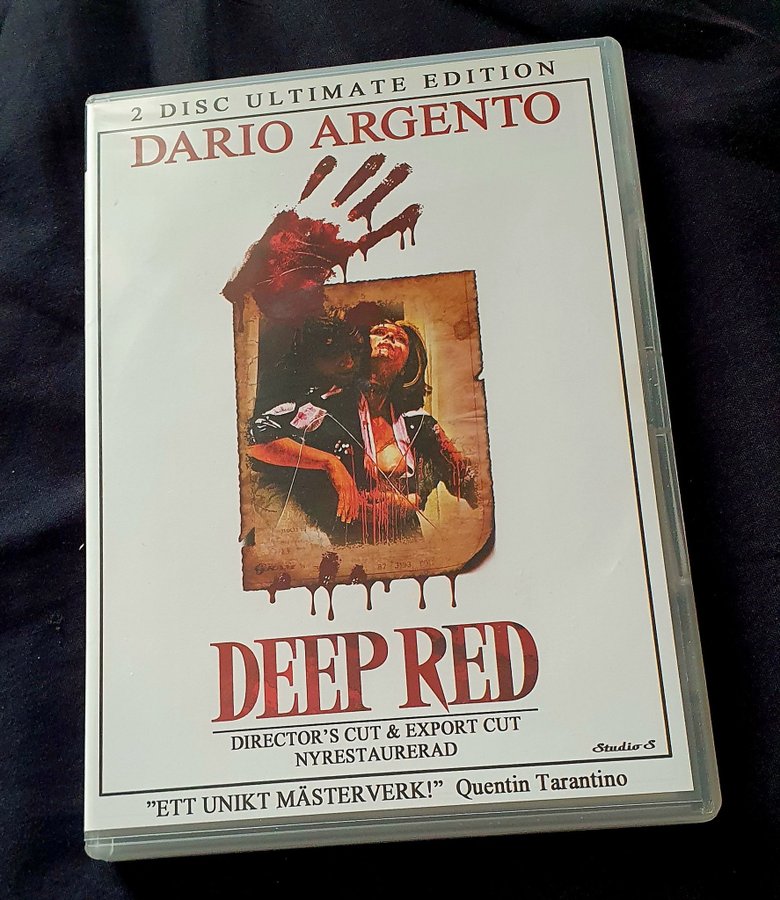 2 DISC ULTIMATE EDITION
DARIO ARGENTO
DEEP RED
DIRECTOR'S CUT & EXPORT CUT
NYRESTAURERAD
Studio S
”ETT UNIKT MÄSTERVERK!” Quentin Tarantino